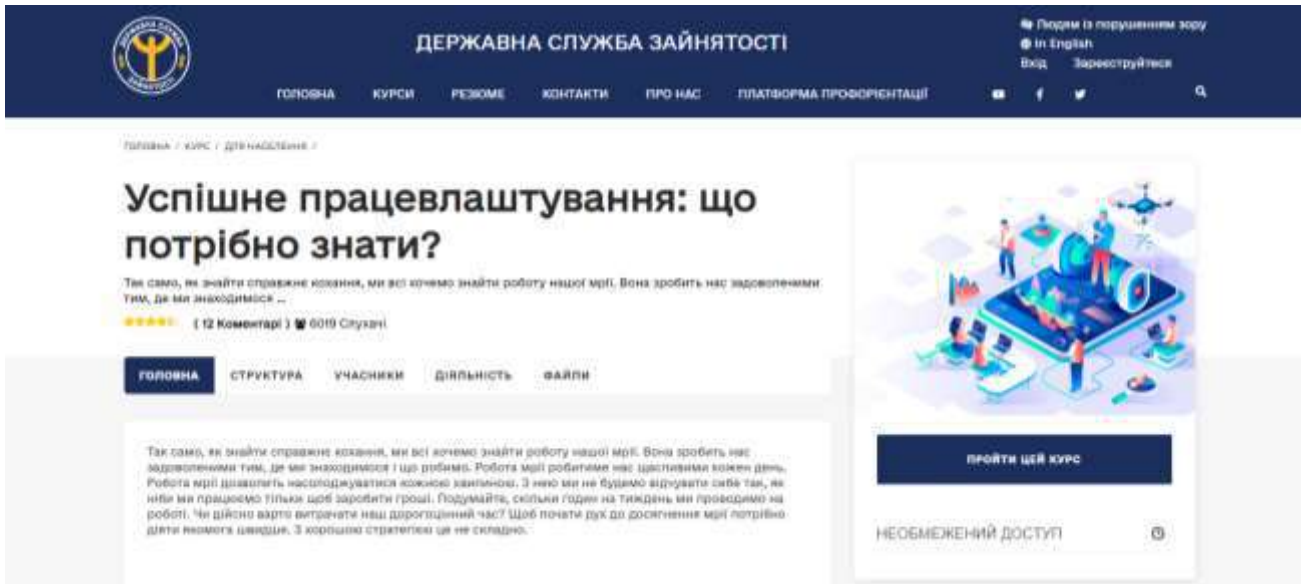 ДЕРЖАВНА СЛУЖБА ЗАЙНЯТОСТІ
Людям із порушенням зору
In English
Вхід Зареєструйтеся
ГОЛОВНА КУРСИ РЕЗЮМЕ КОНТАКТИ ПРО НАС ПЛАТФОРМА ПРОФОРІЄНТАЦІЇ
ГОЛОВНА / КУРС / ДЛЯ НАСЕЛЕННЯ /
Успішне працевлаштування: що
потрібно знати?
Так само, як знайти справжнє кохання, ми всі хочемо знайти роботу нашої мрії. Вона зробить нас задоволеними
тим, де ми знаходимося ...
( 12 Коментарі ) 6019 Слухачі
ГОЛОВНА СТРУКТУРА УЧАСНИКИ ДІЯЛЬНІСТЬ ФАЙЛИ
Так само, як знайти справжнє кохання, ми всі хочемо знайти роботу нашої мрії. Вона зробить нас
задоволеними тим, де ми знаходимося і що робимо. Робота мрії робитиме нас щасливими кожен день.
Робота мрії дозволить насолоджуватися кожною хвилиною. З нею ми не будемо відчувати себе так, як
ніби ми працюємо тільки щоб заробити гроші. Подумайте, скільки годин на тиждень ми проводимо на
роботі. Чи дійсно варто витрачати наш дорогоцінний час? Щоб почати рух до досягнення мрії потрібно
діяти якомога швидше. З хорошою стратегією це не складно.
ПРОЙТИ ЦЕЙ КУРС
НЕОБМЕЖЕНИЙ ДОСТУП